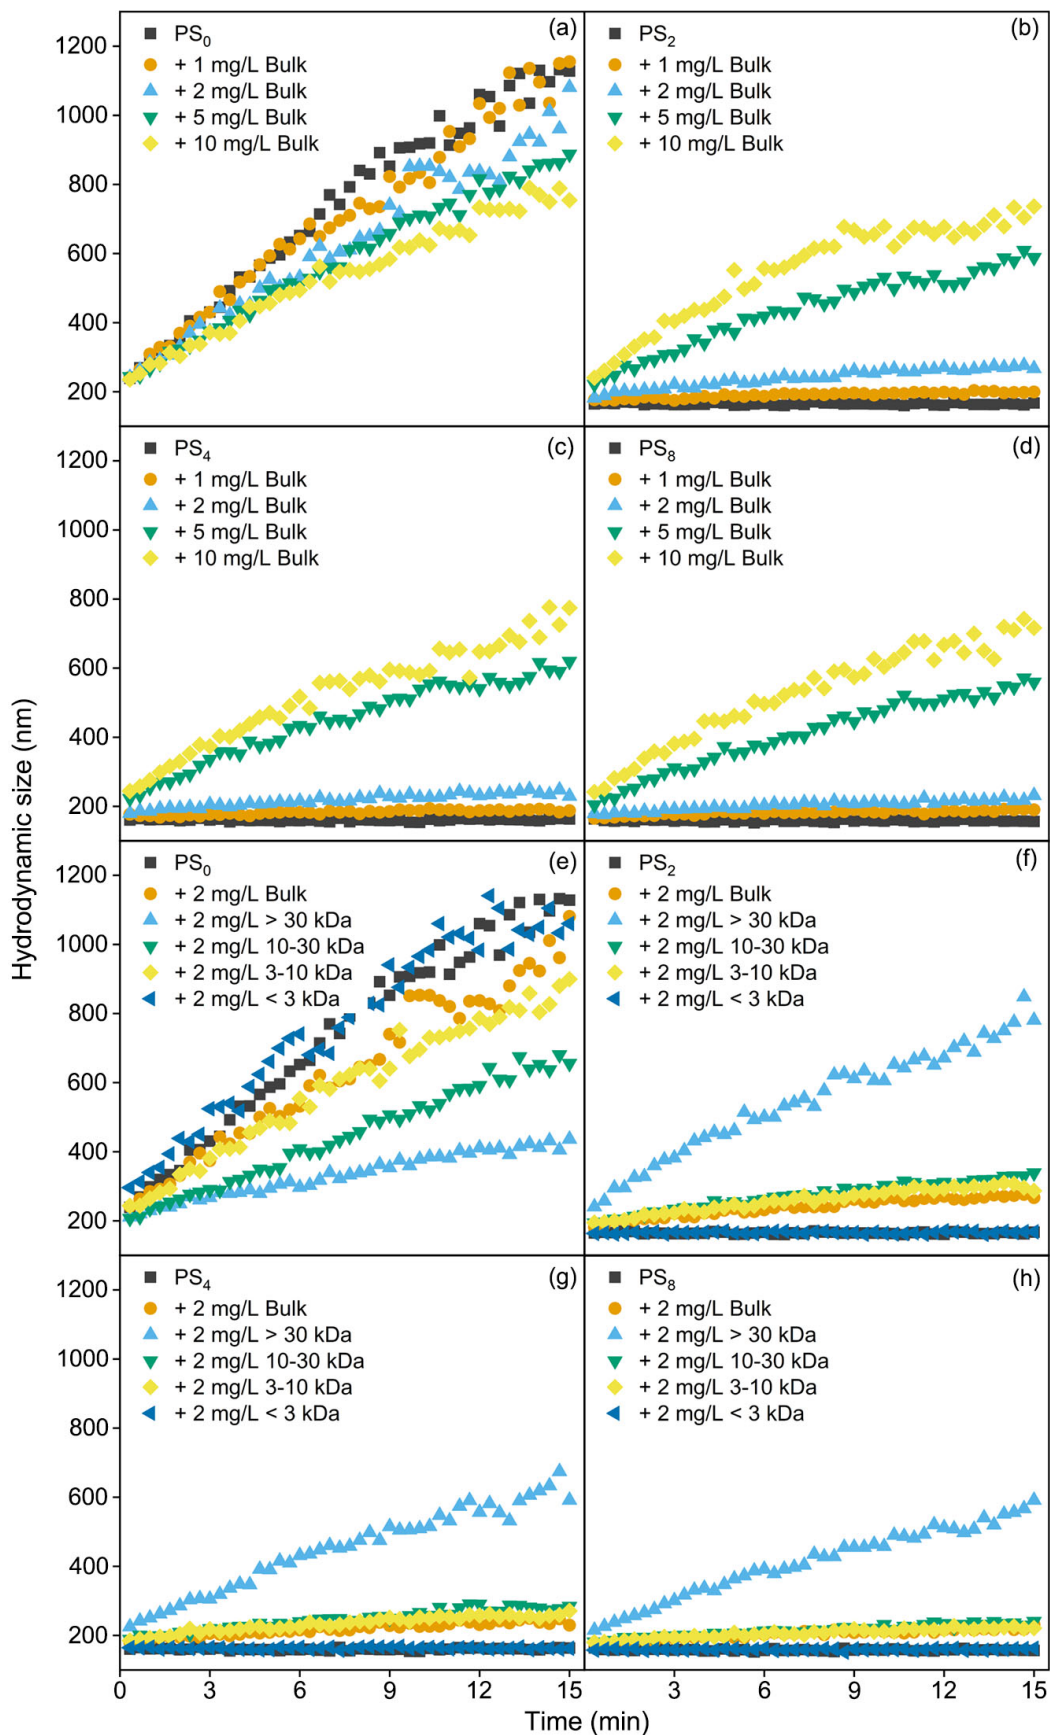 (a)
PS0
+ 1 mg/L Bulk
+ 2 mg/L Bulk
+ 5 mg/L Bulk
+ 10 mg/L Bulk
1200
1000
800
600
400
200
(b)
PS2
+ 1 mg/L Bulk
+ 2 mg/L Bulk
+ 5 mg/L Bulk
+ 10 mg/L Bulk
(c)
PS4
+ 1 mg/L Bulk
+ 2 mg/L Bulk
+ 5 mg/L Bulk
+ 10 mg/L Bulk
1200
1000
800
600
400
200
(d)
PS8
+ 1 mg/L Bulk
+ 2 mg/L Bulk
+ 5 mg/L Bulk
+ 10 mg/L Bulk
Hydrodynamic size (nm)
(e)
PS0
+ 2 mg/L Bulk
+ 2 mg/L > 30 kDa
+ 2 mg/L 10-30 kDa
+ 2 mg/L 3-10 kDa
+ 2 mg/L < 3 kDa
1200
1000
800
600
400
200
(f)
PS2
+ 2 mg/L Bulk
+ 2 mg/L > 30 kDa
+ 2 mg/L 10-30 kDa
+ 2 mg/L 3-10 kDa
+ 2 mg/L < 3 kDa
(g)
PS4
+ 2 mg/L Bulk
+ 2 mg/L > 30 kDa
+ 2 mg/L 10-30 kDa
+ 2 mg/L 3-10 kDa
+ 2 mg/L < 3 kDa
1200
1000
800
600
400
200
(h)
PS8
+ 2 mg/L Bulk
+ 2 mg/L > 30 kDa
+ 2 mg/L 10-30 kDa
+ 2 mg/L 3-10 kDa
+ 2 mg/L < 3 kDa
0 3 6 9 12 15 3 6 9 12 15
Time (min)